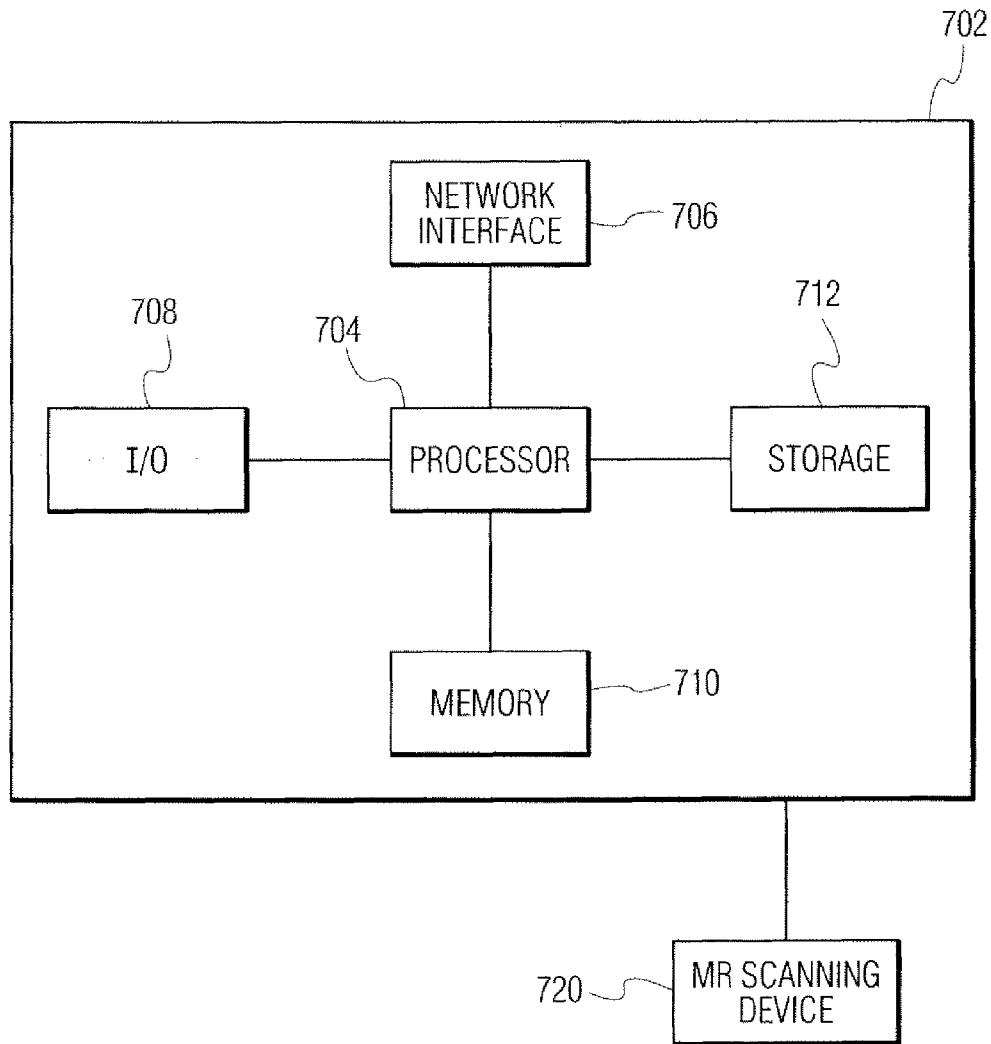 702
NETWORK
INTERFACE
706
712
708
704
I/O
PROCESSOR
STORAGE
MEMORY
710
720
MR SCANNING
DEVICE